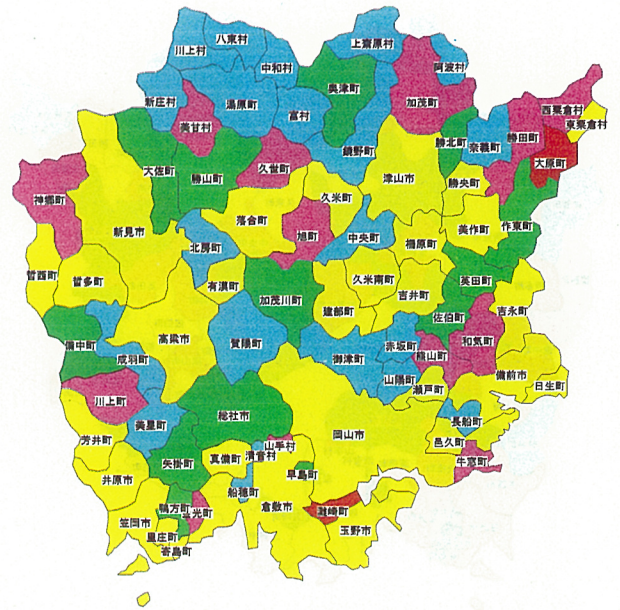 八束村
川上村
中和村
上齋原村
阿波村
新庄村
湯原町
富村
奥津町
加茂町
美甘村
鏡野町
勝北町
奈義町
勝田町
西粟倉村
東粟倉村
大原町
大佐町
勝山町
久世町
久米町
津山市
勝央町
神郷町
新見市
落合町
旭町
中央町
柵原町
美作町
作東町
北房町
哲西町
哲多町
有漢町
加茂川町
建部町
久米南町
吉井町
英田町
吉永町
佐伯町
備中町
成羽町
高梁市
賀陽町
御津町
赤坂町
熊山町
和気町
山陽町
瀬戸町
備前市
日生町
川上町
美星町
総社市
岡山市
長船町
邑久町
牛窓町
芳井町
矢掛町
真備町
清音村
山手村
早島町
井原市
船穂町
倉敷市
灘崎町
玉野市
鴨方町
金光町
笠岡市
里庄町
寄島町